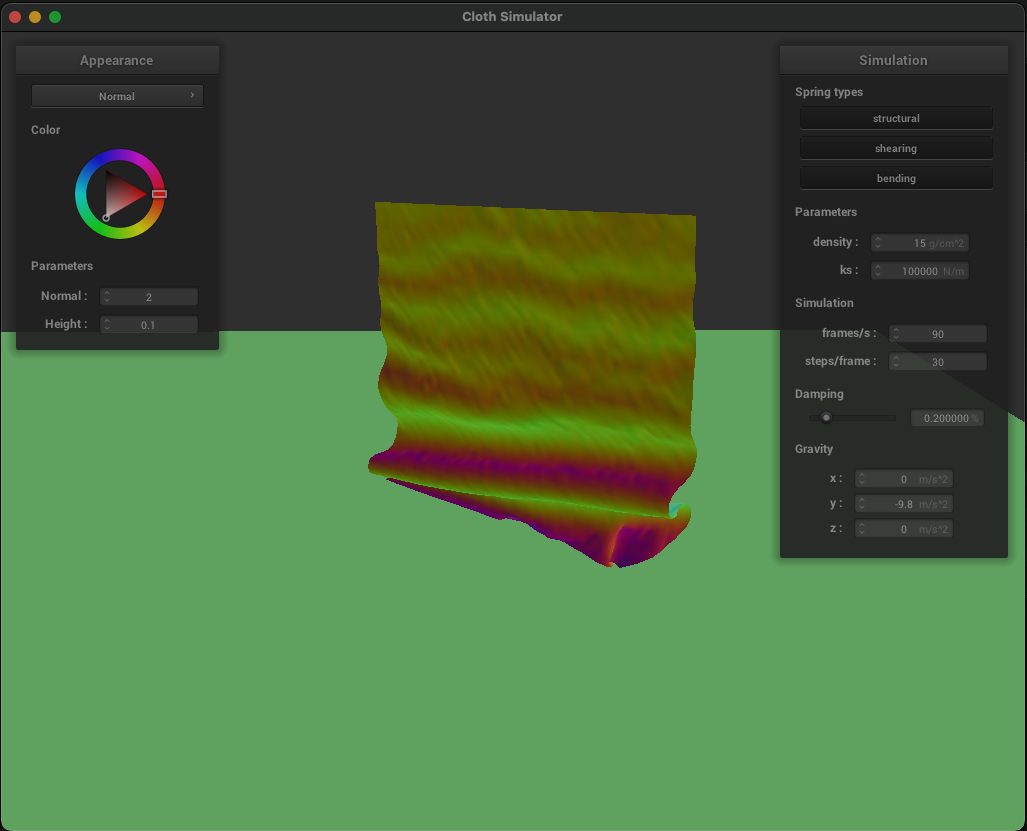 Cloth Simulator
Appearance
Normal
Color
Parameters
Normal : 2
Height : 0.1
Simulation
Spring types
structural
shearing
bending
Parameters
density : 15 g/cm^2
ks : 100000 N/m
Simulation
frames/s : 90
steps/frame : 30
Damping
0.200000 %
Gravity
x : 0 m/s^2
y : -9.8 m/s^2
z : 0 m/s^2